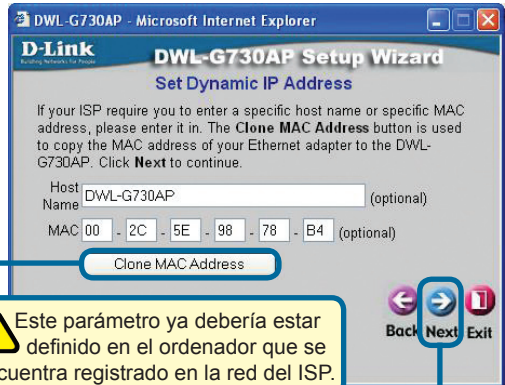 DWL-G730AP - Microsoft Internet Explorer
D-Link
Building Networks for People
DWL-G730AP Setup Wizard
Set Dynamic IP Address
If your ISP require you to enter a specific host name or specific MAC
address, please enter it in. The Clone MAC Address button is used
to copy the MAC address of your Ethernet adapter to the DWL-
G730AP. Click Next to continue.
Host Name DWL-G730AP (optional)
MAC 00 - 2C - 5E - 98 - 78 - B4 (optional)
Clone MAC Address
Back Next Exit
Este parámetro ya debería estar
definido en el ordenador que se
cuentra registrado en la red del ISP.